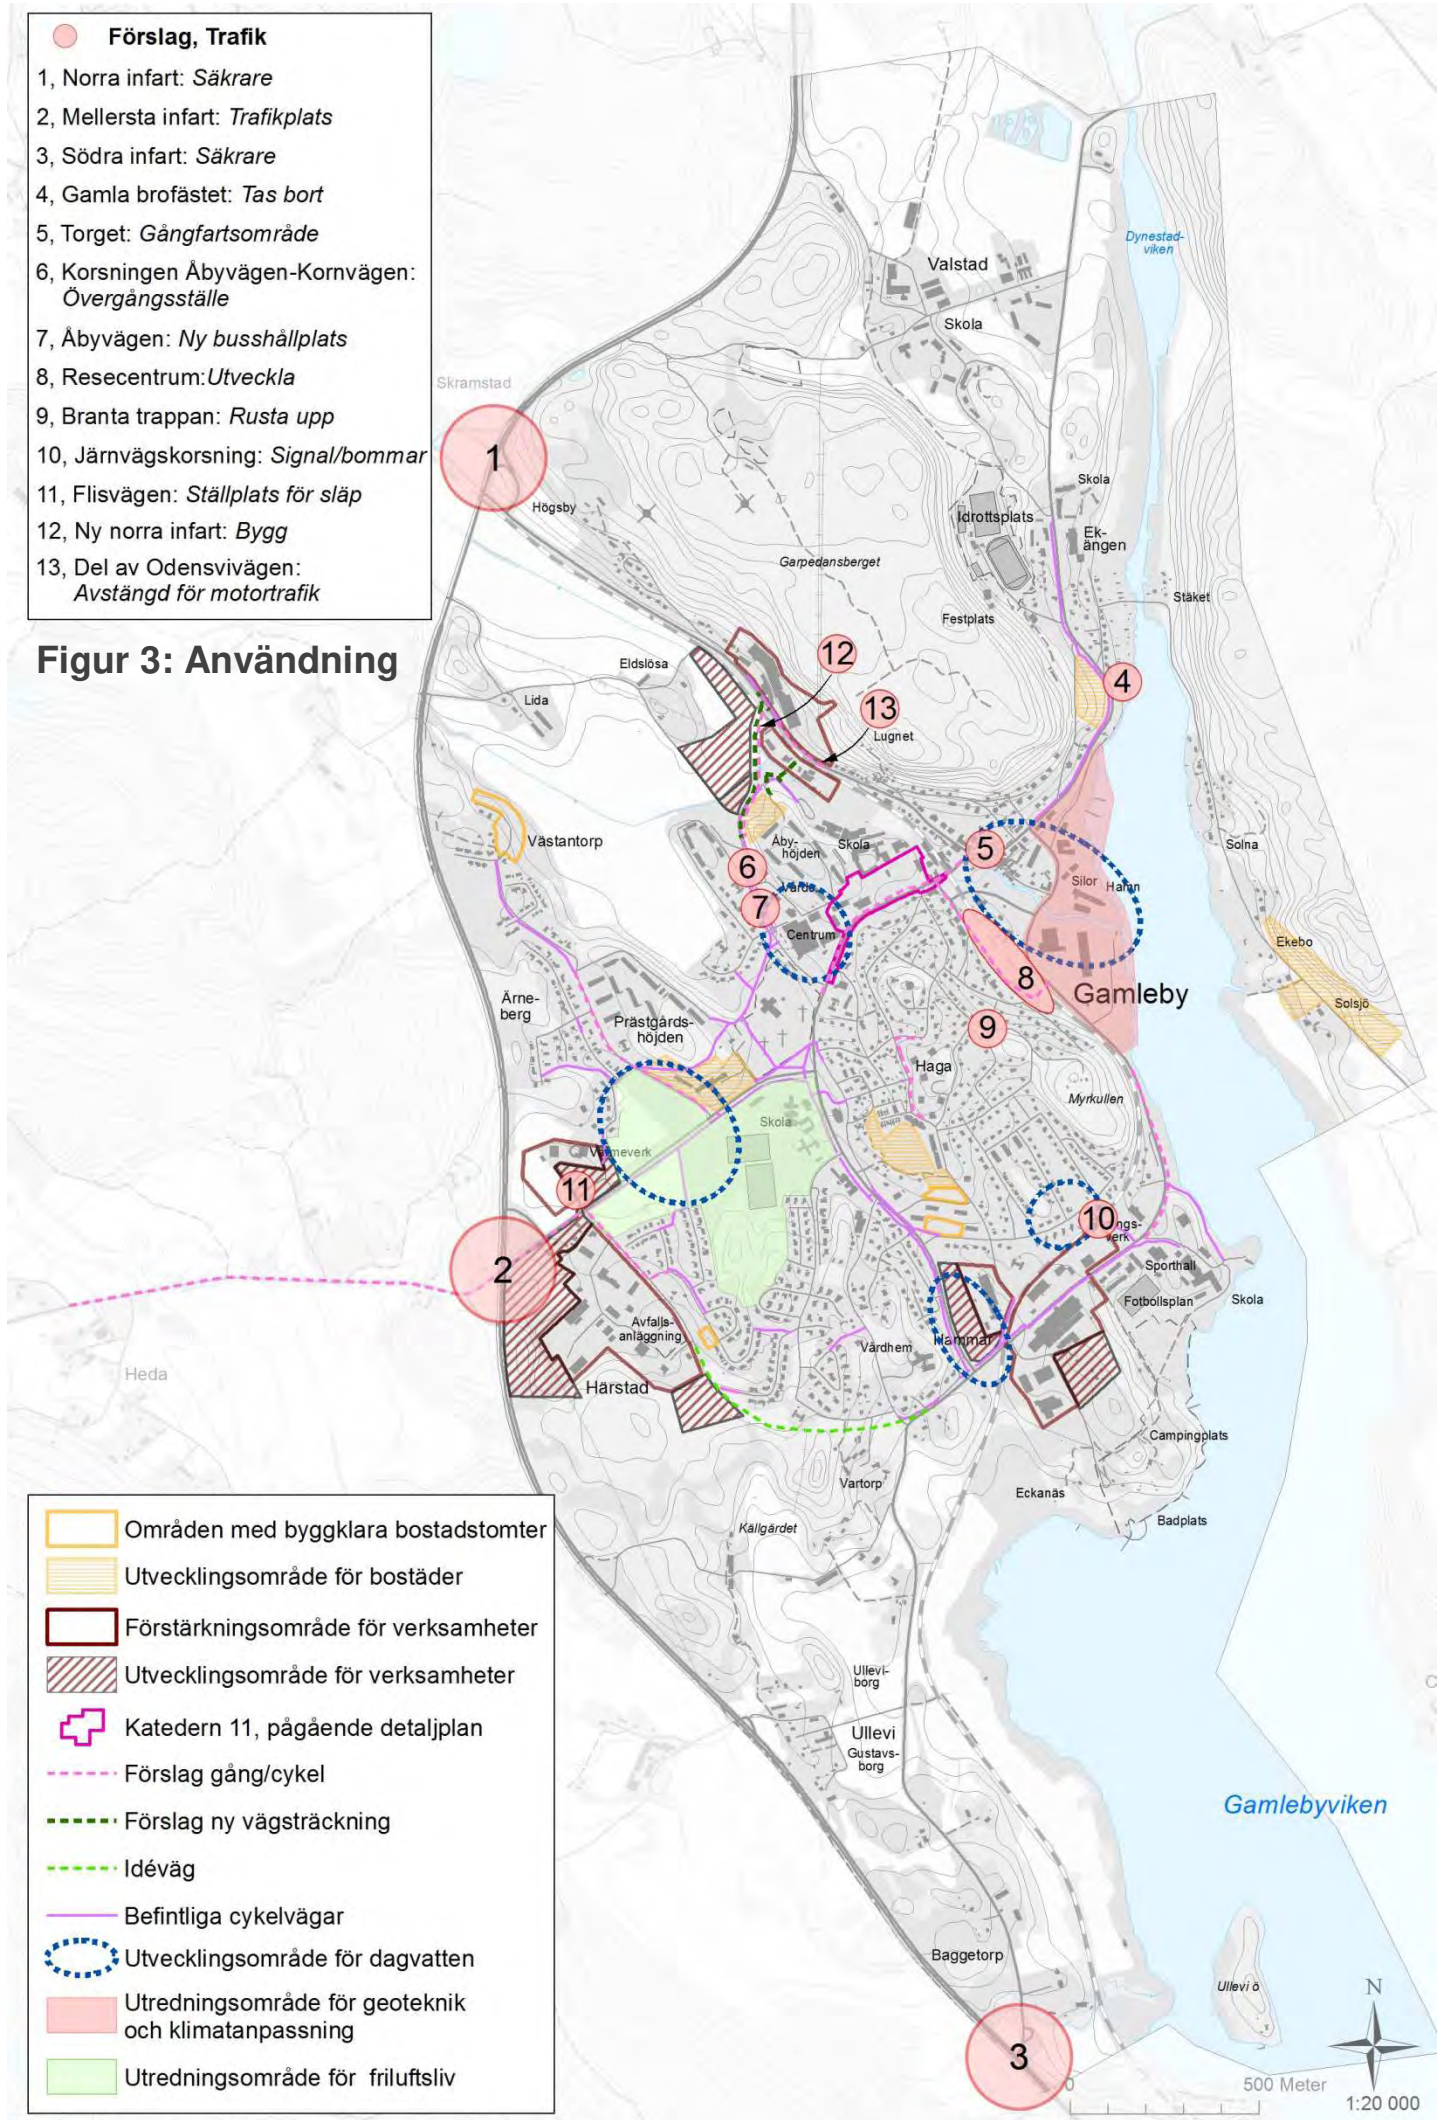 Förslag, Trafik
1, Norra infart: Säkrare
2, Mellersta infart: Trafikplats
3, Södra infart: Säkrare
4, Gamla brofästet: Tas bort
5, Torget: Gångfartsområde
6, Korsningen Åbyvägen-Kornvägen:
Övergångsställe
7, Åbyvägen: Ny busshållplats
8, Resecentrum:Utveckla
9, Branta trappan: Rusta upp
10, Järnvägskorsning: Signal/bommar
11, Flisvägen: Ställplats för släp
12, Ny norra infart: Bygg
13, Del av Odensvivägen:
Avstängd för motortrafik
Figur 3: Användning
Dynestad-
viken
Valstad
Skola
Skramstad
1
Högsby
Skola
Idrottsplats
Ek-
ängen
Garpedansberget
Stäket
Festplats
Eldslösa
12
4
Lida
13
Lugnet
Västantorp
Åby-
höjden
Skola
5
Solna
6
Silor
Hamn
7
Centrum
Ekebo
8
Gamleby
Solsjö
Ärne-
berg
Prästgårds-
höjden
9
Haga
Myrkullen
Skola
11
10
2
Sporthall
Fotbollsplan
Skola
Avfalls-
anläggning
Vårdhem
Hammar
Heda
Härstad
Campingplats
Vartorp
Eckanäs
Badplats
Källgärdet
Områden med byggklara bostadstomter
Utvecklingsområde för bostäder
Förstärkningsområde för verksamheter
Utvecklingsområde för verksamheter
Katedern 11, pågående detaljplan
Förslag gång/cykel
Förslag ny vägsträckning
Idéväg
Befintliga cykelvägar
Utvecklingsområde för dagvatten
Utredningsområde för geoteknik
och klimatanpassning
Utredningsområde för friluftsliv
Ullevi-
borg
Ullevi
Gustavs-
borg
Gamlebyviken
Baggetorp
Ullevi ö
N
3
0
500 Meter
1:20 000